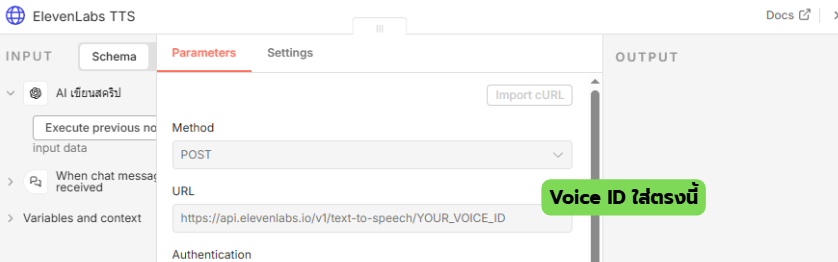 ElevenLabs TTS
Docs
INPUT
Schema
Parameters
Settings
OUTPUT
AI เขียนสคริป
Import cURL
Execute previous no
input data
Method
POST
When chat messag
received
URL
Voice ID ใส่ตรงนี้
https://api.elevenlabs.io/v1/text-to-speech/YOUR_VOICE_ID
Variables and context
Authentication